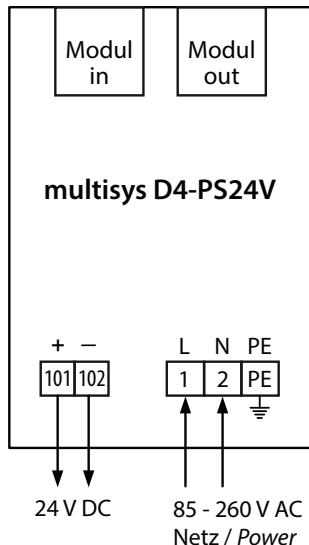 Modul in
Modul out
multisys D4-PS24V
+ −
L N PE
101 102
1 2 PE
24 V DC
85 - 260 V AC
Netz / Power